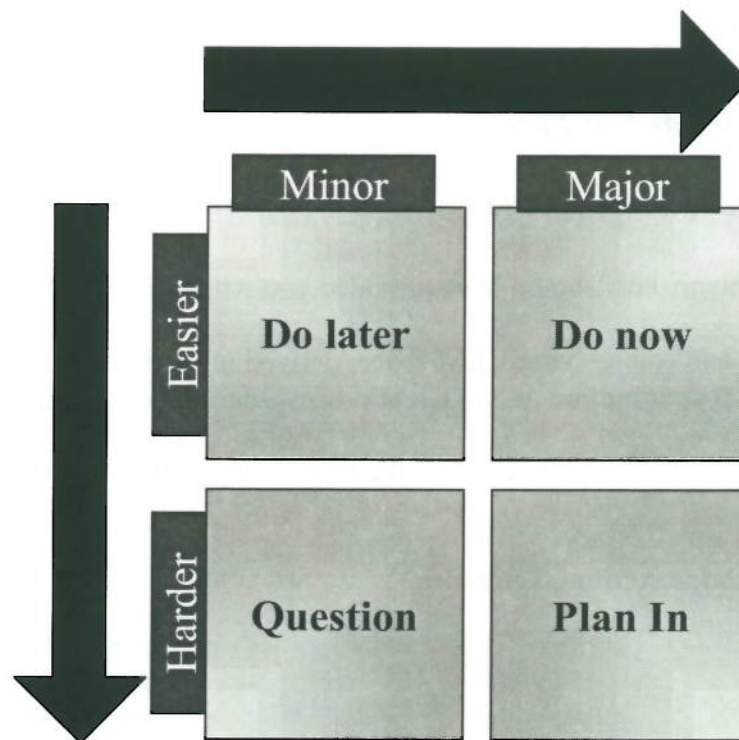 Minor
Major
Easier
Do later
Do now
Harder
Question
Plan In